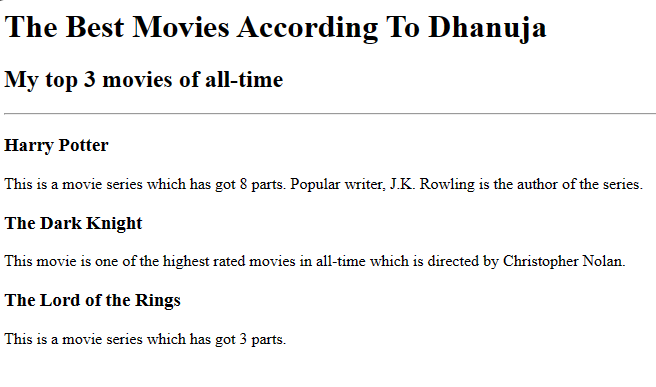 The Best Movies According To Dhanuja
My top 3 movies of all-time
Harry Potter
This is a movie series which has got 8 parts. Popular writer, J.K. Rowling is the author of the series.
The Dark Knight
This movie is one of the highest rated movies in all-time which is directed by Christopher Nolan.
The Lord of the Rings
This is a movie series which has got 3 parts.